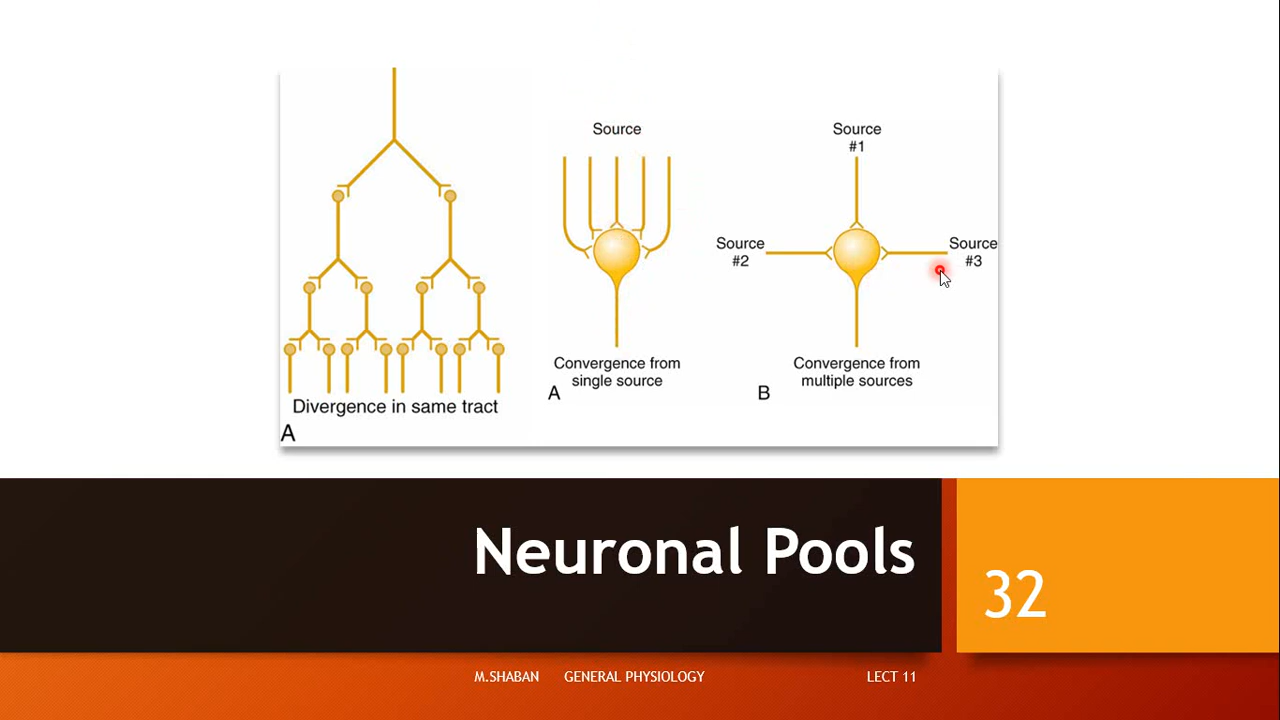 Divergence in same tract
A
Source
Convergence from
single source
A
Source
#1
Source
#2
Source
#3
Convergence from
multiple sources
B
Neuronal Pools
32
M.SHABAN GENERAL PHYSIOLOGY LECT 11